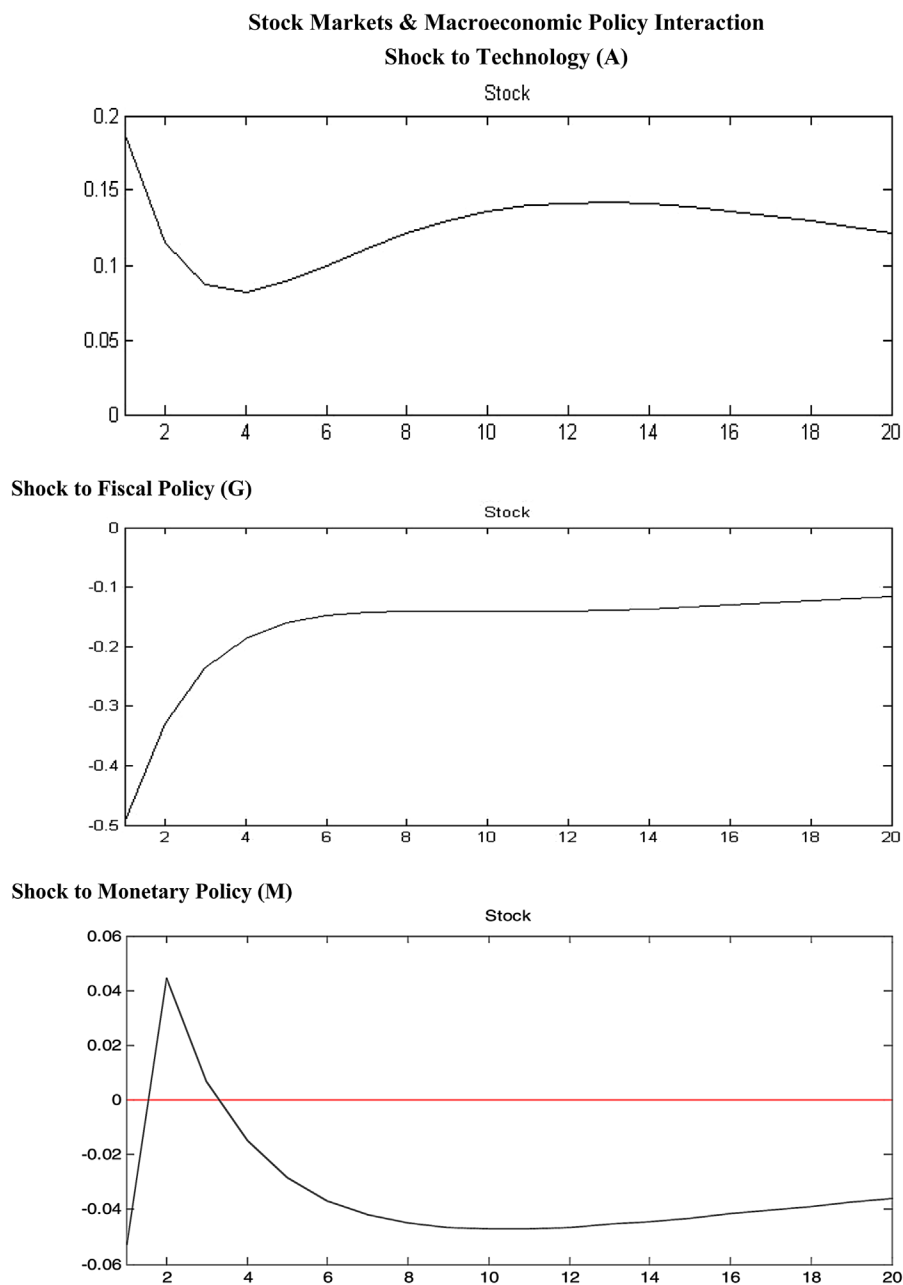 Stock Markets & Macroeconomic Policy Interaction
Shock to Technology (A)
Stock
0.2
0.15
0.1
0.05
0
2 4 6 8 10 12 14 16 18 20
Shock to Fiscal Policy (G)
Stock
0
-0.1
-0.2
-0.3
-0.4
-0.5
2 4 6 8 10 12 14 16 18 20
Shock to Monetary Policy (M)
Stock
0.06
0.04
0.02
0
-0.02
-0.04
-0.06
2 4 6 8 10 12 14 16 18 20